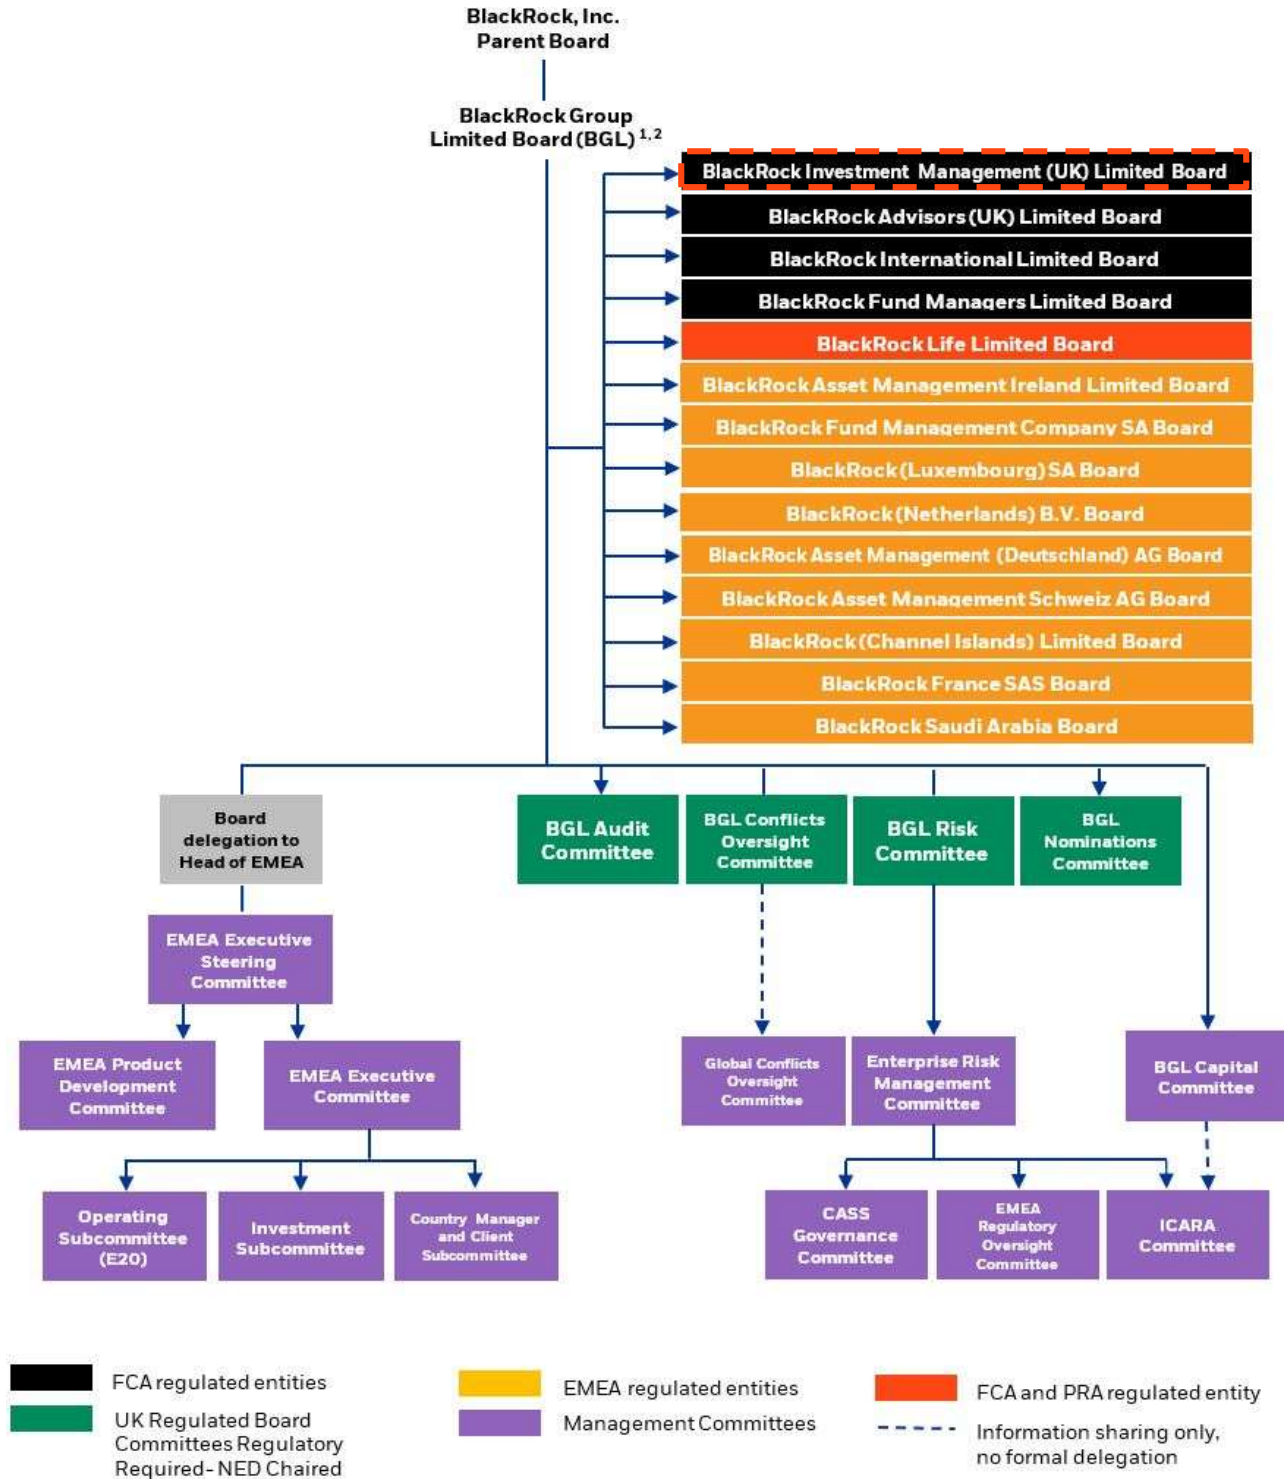 BlackRock, Inc.
Parent Board
BlackRock Group
Limited Board (BGL) 1, 2
BlackRock Investment Management (UK) Limited Board
BlackRock Advisors (UK) Limited Board
BlackRock International Limited Board
BlackRock Fund Managers Limited Board
BlackRock Life Limited Board
BlackRock Asset Management Ireland Limited Board
BlackRock Fund Management Company SA Board
BlackRock (Luxembourg) SA Board
BlackRock (Netherlands) B.V. Board
BlackRock Asset Management (Deutschland) AG Board
BlackRock Asset Management Schweiz AG Board
BlackRock (Channel Islands) Limited Board
BlackRock France SAS Board
BlackRock Saudi Arabia Board
Board
delegation to
Head of EMEA
BGL Audit
Committee
BGL Conflicts
Oversight
Committee
BGL Risk
Committee
BGL
Nominations
Committee
EMEA Executive
Steering
Committee
EMEA Product
Development
Committee
EMEA Executive
Committee
Global Conflicts
Oversight
Committee
Enterprise Risk
Management
Committee
BGL Capital
Committee
Operating
Subcommittee
(E20)
Investment
Subcommittee
Country Manager
and Client
Subcommittee
CASS
Governance
Committee
EMEA
Regulatory
Oversight
Committee
ICARA
Committee
FCA regulated entities
EMEA regulated entities
FCA and PRA regulated entity
UK Regulated Board
Committees Regulatory
Required- NED Chaired
Management Committees
Information sharing only,
no formal delegation